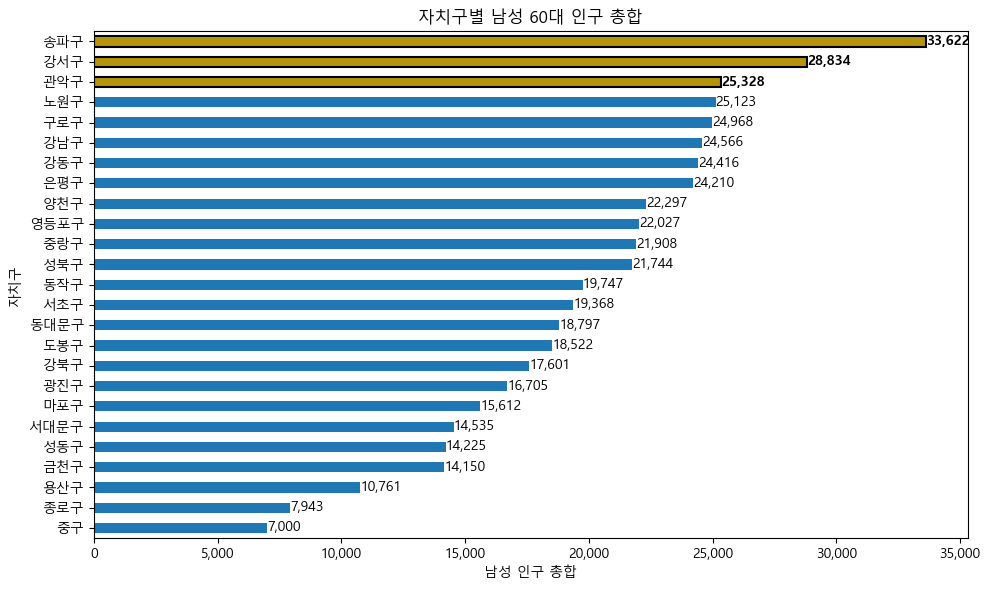 자치구별 남성 60대 인구 총합
송파구 33,622
강서구 28,834
관악구 25,328
노원구 25,123
구로구 24,968
강남구 24,566
강동구 24,416
은평구 24,210
양천구 22,297
영등포구 22,027
중랑구 21,908
성북구 21,744
동작구 19,747
서초구 19,368
동대문구 18,797
도봉구 18,522
강북구 17,601
광진구 16,705
마포구 15,612
서대문구 14,535
성동구 14,225
금천구 14,150
용산구 10,761
종로구 7,943
중구 7,000
자치구
0 5,000 10,000 15,000 20,000 25,000 30,000 35,000
남성 인구 총합